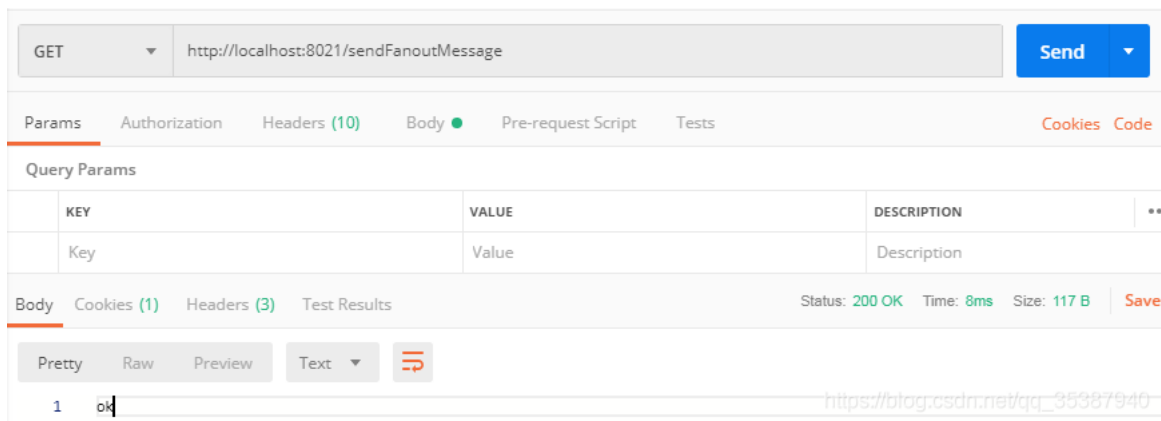 GET http://localhost:8021/sendFanoutMessage Send
Params Authorization Headers (10) Body Pre-request Script Tests Cookies Code
Query Params
KEY VALUE DESCRIPTION
Key Value Description
Body Cookies (1) Headers (3) Test Results Status: 200 OK Time: 8ms Size: 117 B Save
Pretty Raw Preview Text
1 ok
https://blog.csdn.net/qq_35387940